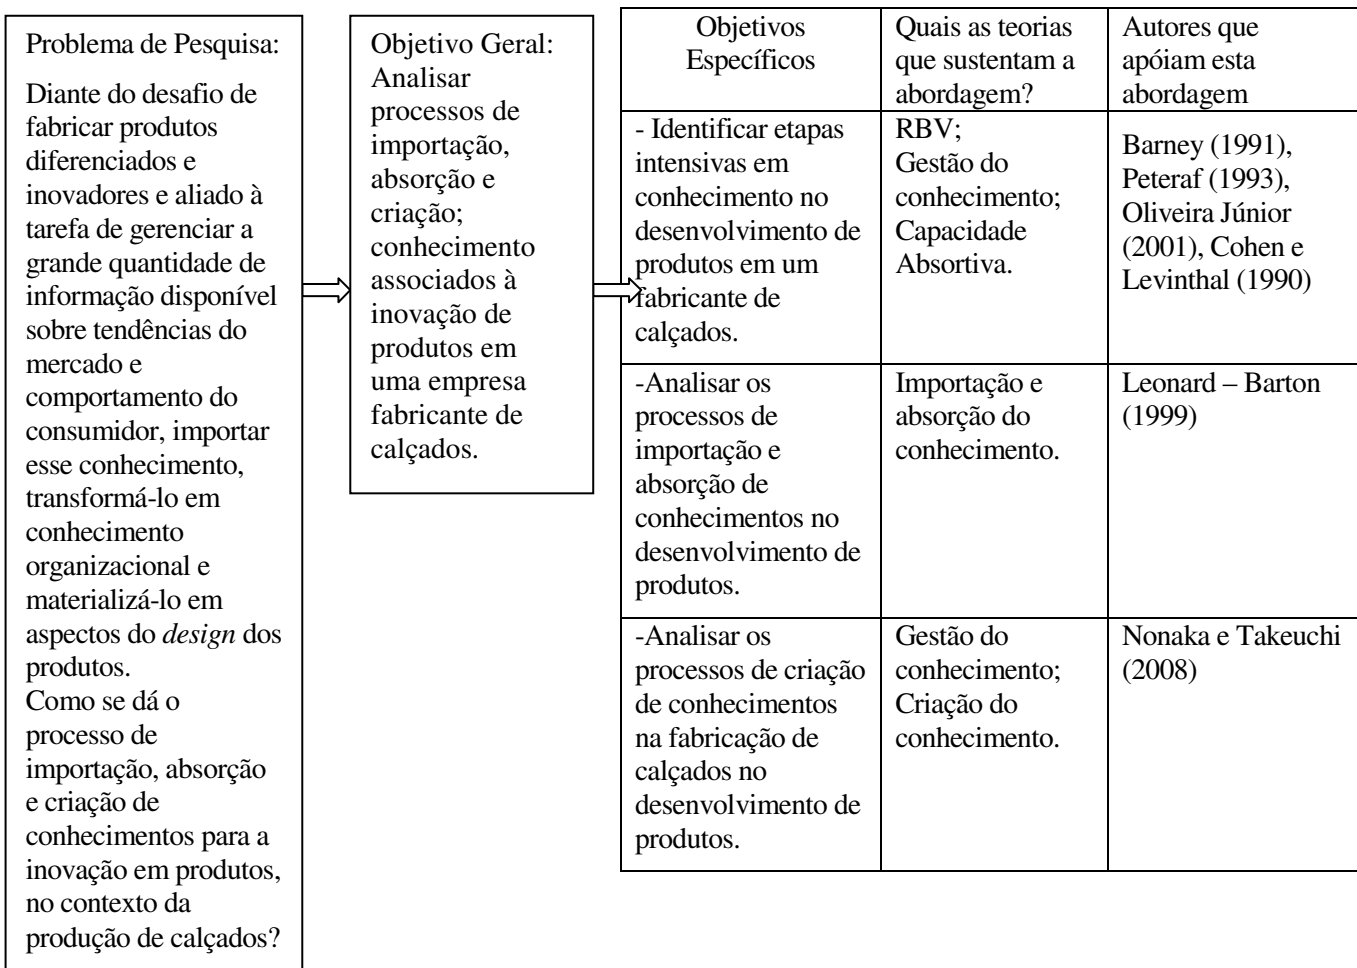 Problema de Pesquisa:
Diante do desafio de
fabricar produtos
diferenciados e
inovadores e aliado à
tarefa de gerenciar a
grande quantidade de
informação disponível
sobre tendências do
mercado e
comportamento do
consumidor, importar
esse conhecimento,
transformá-lo em
conhecimento
organizacional e
materializá-lo em
aspectos do design dos
produtos.
Como se dá o
processo de
importação, absorção
e criação de
conhecimentos para a
inovação em produtos,
no contexto da
produção de calçados?
Objetivo Geral:
Analisar
processos de
importação,
absorção e
criação;
conhecimento
associados à
inovação de
produtos em
uma empresa
fabricante de
calçados.
Objetivos
Específicos
Quais as teorias
que sustentam a
abordagem?
Autores que
apóiam esta
abordagem
- Identificar etapas
intensivas em
conhecimento no
desenvolvimento de
produtos em um
fabricante de
calçados.
RBV;
Gestão do
conhecimento;
Capacidade
Absortiva.
Barney (1991),
Peteraf (1993),
Oliveira Júnior
(2001), Cohen e
Levinthal (1990)
-Analisar os
processos de
importação e
absorção de
conhecimentos no
desenvolvimento de
produtos.
Importação e
absorção do
conhecimento.
Leonard – Barton
(1999)
-Analisar os
processos de criação
de conhecimentos
na fabricação de
calçados no
desenvolvimento de
produtos.
Gestão do
conhecimento;
Criação do
conhecimento.
Nonaka e Takeuchi
(2008)